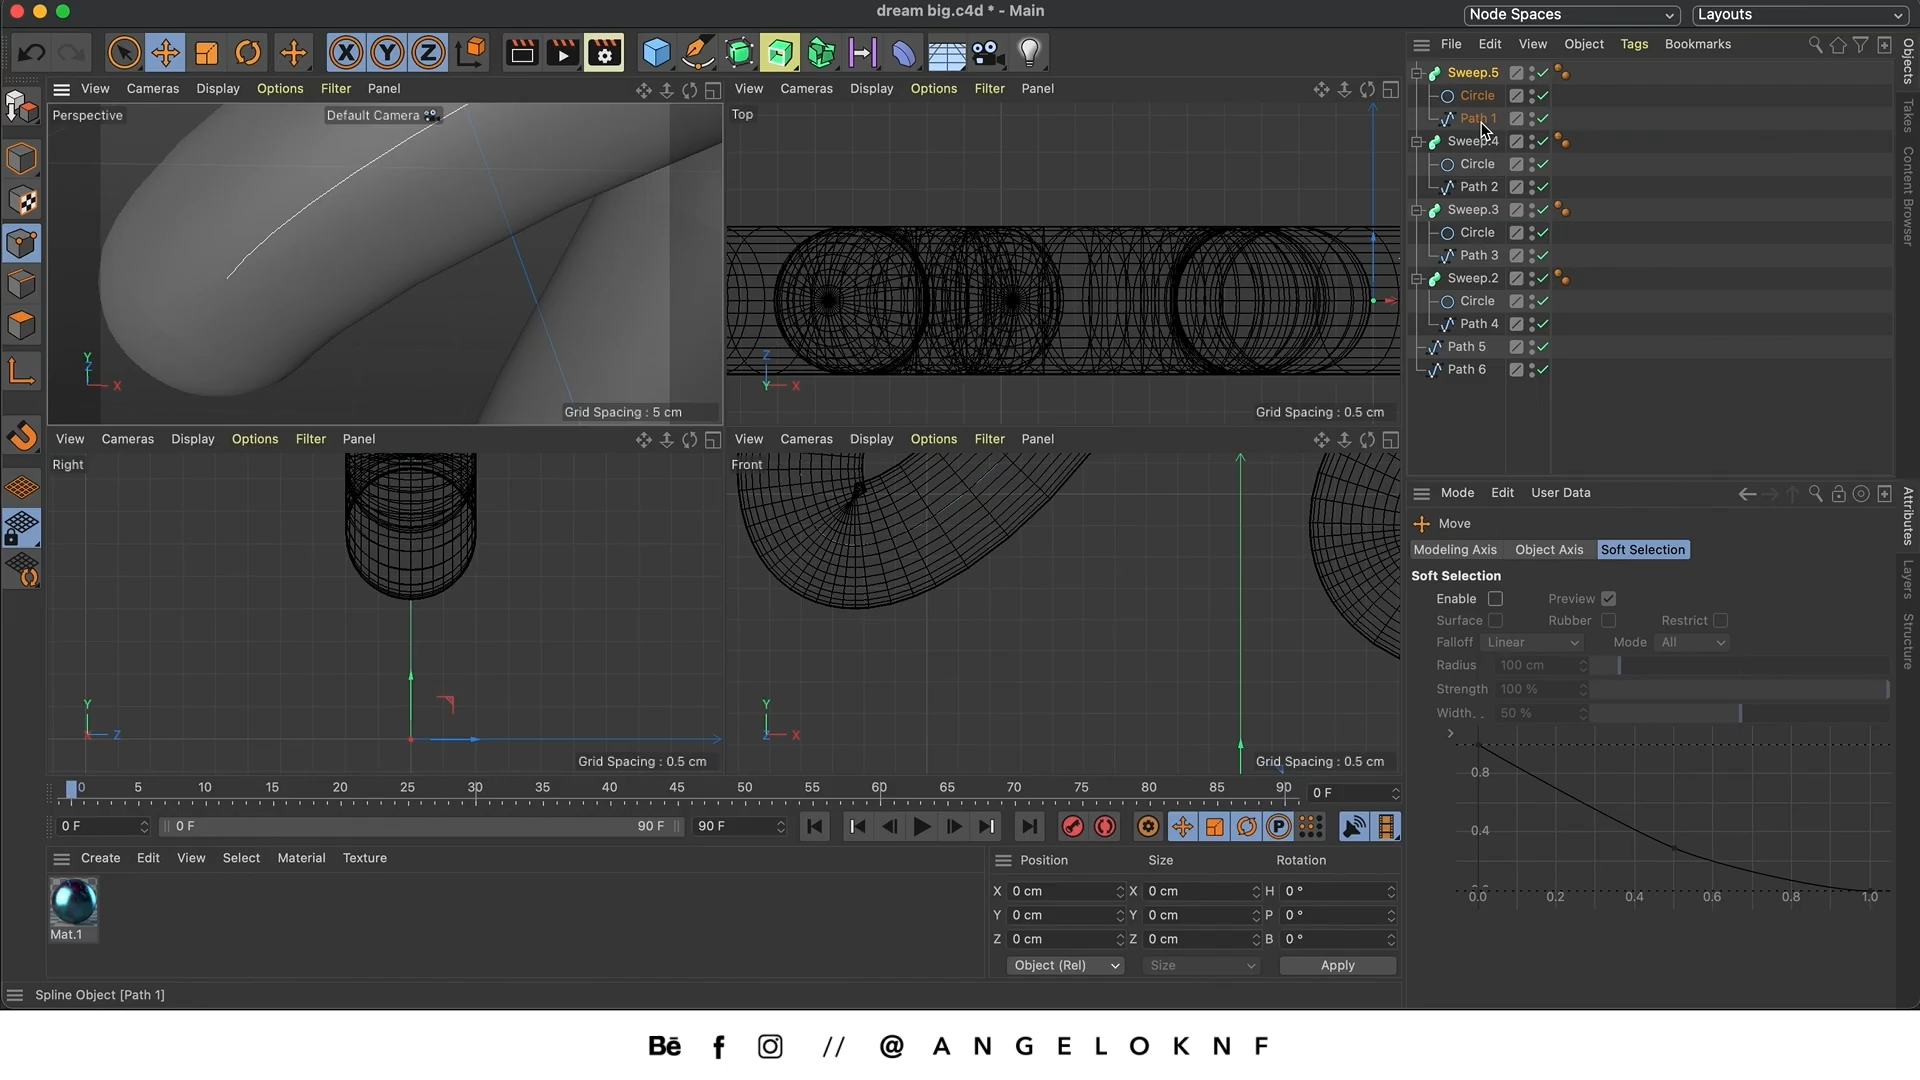 dream big.c4d * - Main
Node Spaces
Layouts
File Edit View Object Tags Bookmarks
View Cameras Display Options Filter Panel
Perspective
Default Camera
Grid Spacing : 5 cm
View Cameras Display Options Filter Panel
Top
Grid Spacing : 0.5 cm
View Cameras Display Options Filter Panel
Right
Grid Spacing : 0.5 cm
View Cameras Display Options Filter Panel
Front
Grid Spacing : 0.5 cm
Sweep.5
Circle
Path 1
Sweep.4
Circle
Path 2
Sweep.3
Circle
Path 3
Sweep.2
Circle
Path 4
Path 5
Path 6
Objects
Takes
Content Browser
Attributes
Layers
Structure
Mode Edit User Data
Move
Modeling Axis Object Axis Soft Selection
Soft Selection
Enable Preview
Surface Rubber Restrict
Falloff Linear Mode All
Radius 100 cm
Strength 100 %
Width. . 50 %
0.8
0.4
0.0 0.2 0.4 0.6 0.8 1.0
0 5 10 15 20 25 30 35 40 45 50 55 60 65 70 75 80 85 90 0 F
0 F 0 F 90 F 90 F
Create Edit View Select Material Texture
Mat.1
Position Size Rotation
X 0 cm X 0 cm H 0 °
Y 0 cm Y 0 cm P 0 °
Z 0 cm Z 0 cm B 0 °
Object (Rel) Size Apply
Spline Object [Path 1]
Bē f // @ A N G E L O K N F